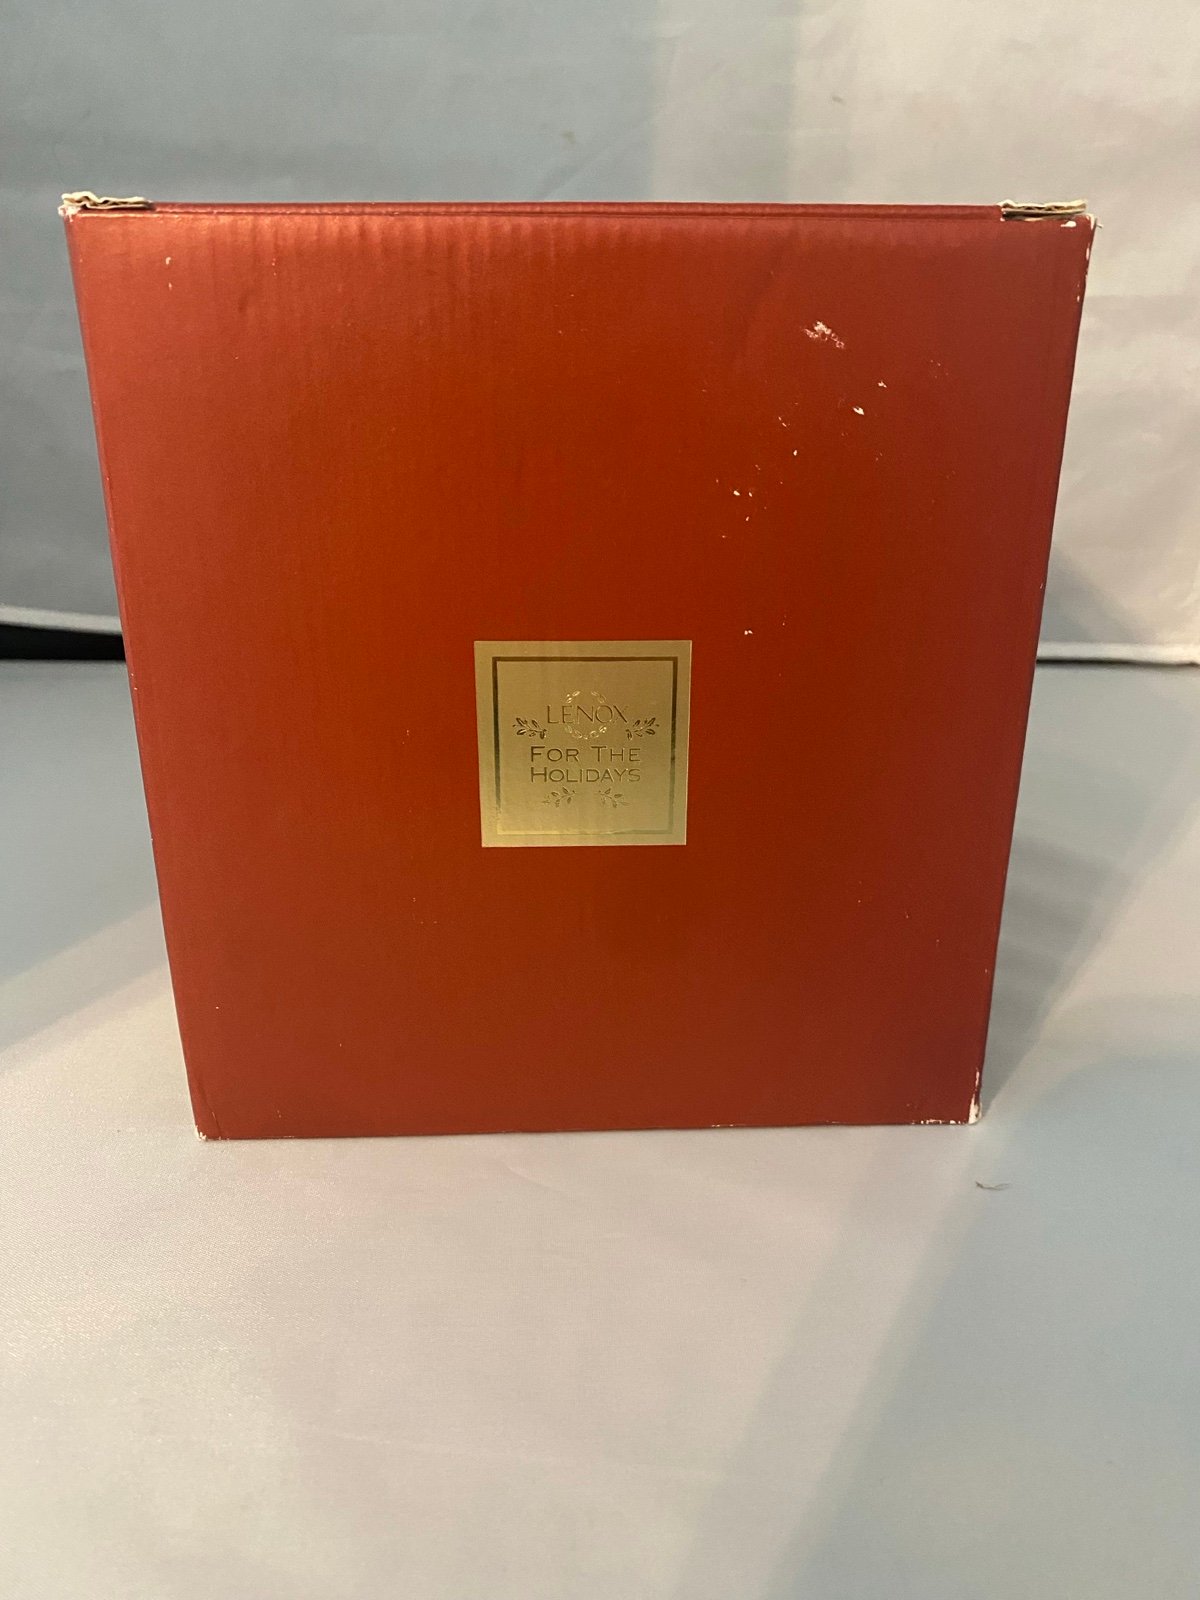 LENOX
FOR THE
HOLIDAYS